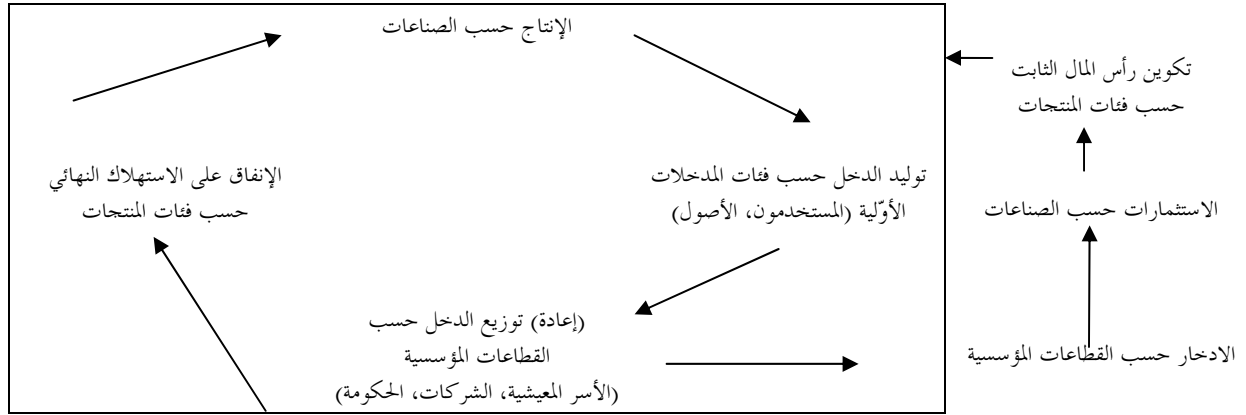 الإنتاج حسب الصناعات
تكوين رأس المال الثابت
حسب فئات المنتجات
توليد الدخل حسب فئات المدخلات
الأوّلية (المستخدمون، الأصول)
الإنفاق على الاستهلاك النهائي
حسب فئات المنتجات
الاستثمارات حسب الصناعات
(إعادة) توزيع الدخل حسب
القطاعات المؤسسية
(الأسر المعيشية، الشركات، الحكومة)
الادخار حسب القطاعات المؤسسية